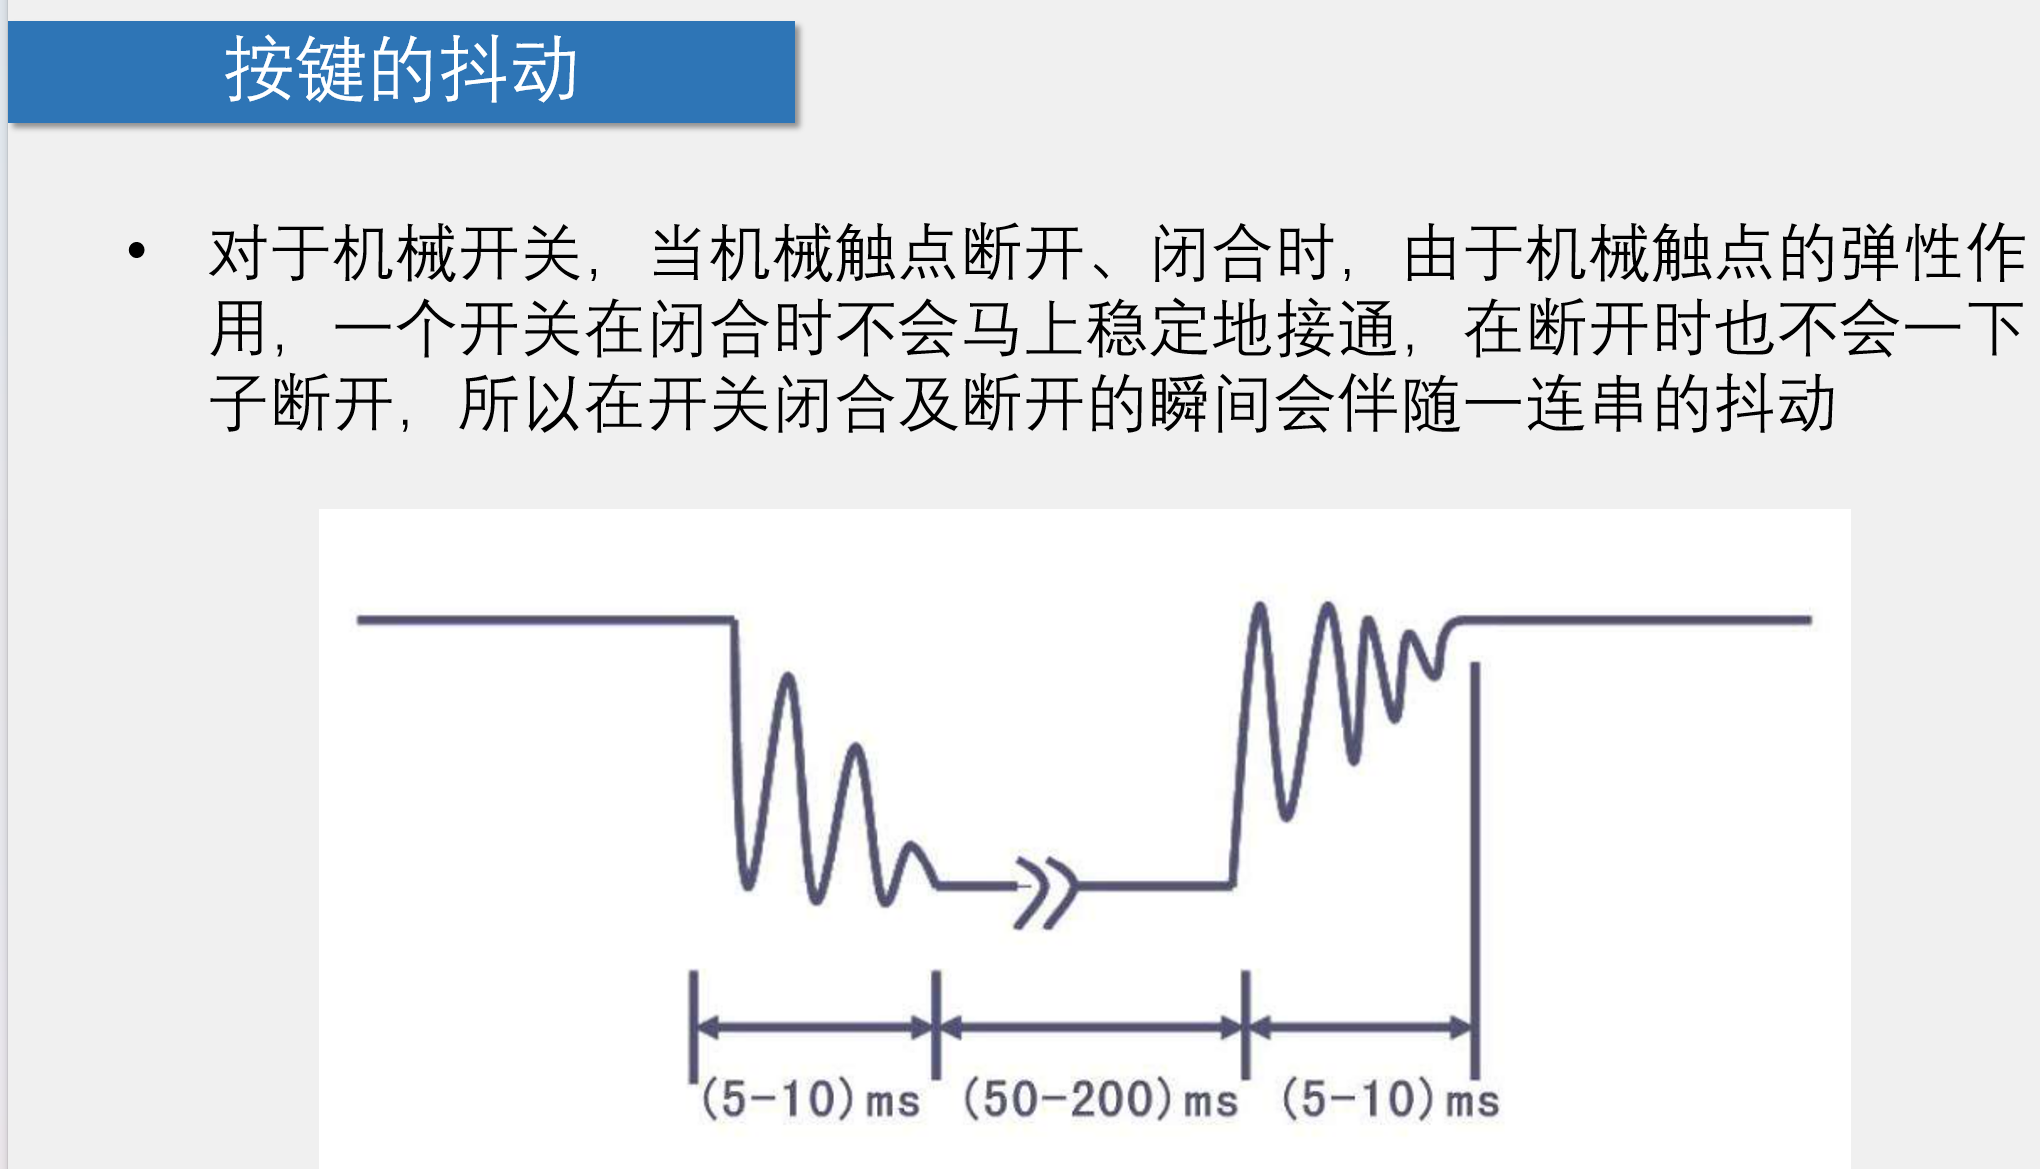 按键的抖动
• 对于机械开关，当机械触点断开、闭合时，由于机械触点的弹性作
用，一个开关在闭合时不会马上稳定地接通，在断开时也不会一下
子断开，所以在开关闭合及断开的瞬间会伴随一连串的抖动
(5-10)ms (50-200)ms (5-10)ms